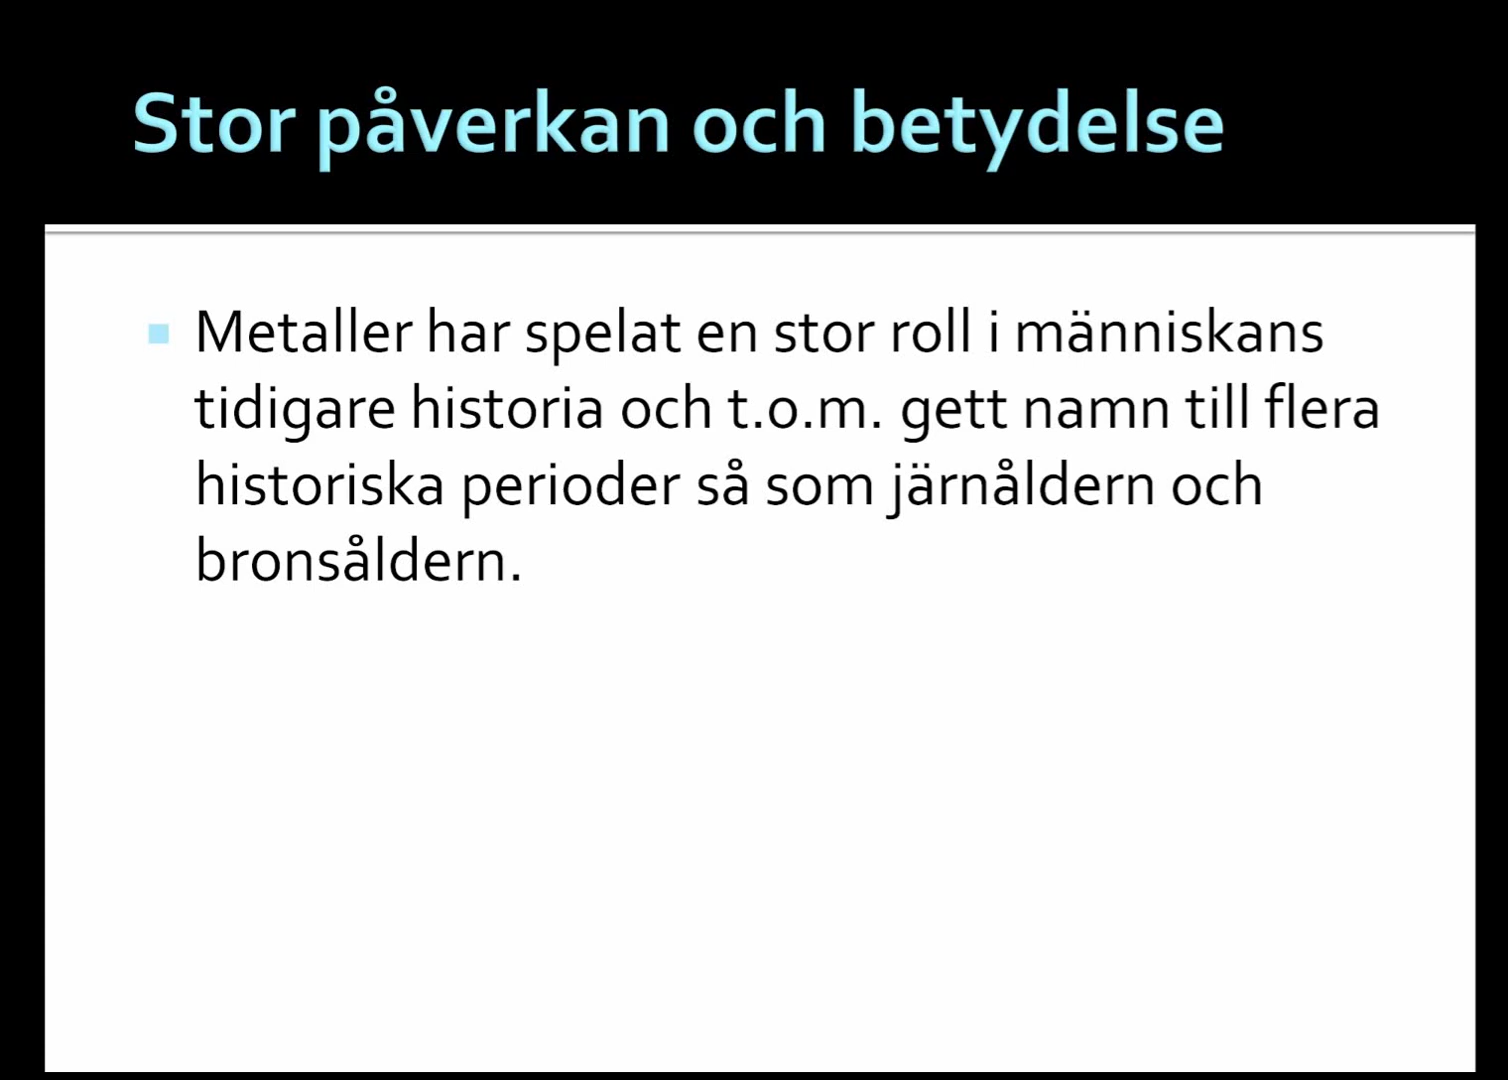 Stor påverkan och betydelse
Metaller har spelat en stor roll i människans
tidigare historia och t.o.m. gett namn till flera
historiska perioder så som järnåldern och
bronsåldern.